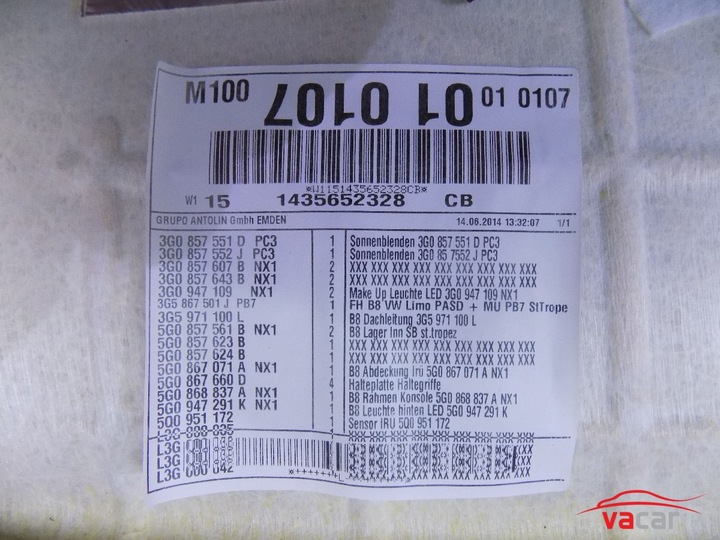 M100 01 0107 01 0107
*W1151435652328CB*
W1 15 1435652328 CB
GRUPO ANTOLIN GmbH EMDEN 14.06.2014 13:32:07 1/1
3G0 857 551 D PC3 1 Sonnenblenden 3G0 857 551 D PC3
3G0 857 552 J PC3 1 Sonnenblenden 3G0 85 7552 J PC3
3G0 857 607 B NX1 2 xxx xxx xxx xxx xxx xxx xxx xxx
3G0 857 643 B NX1 2 xxx xxx xxx xxx xxx xxx xxx xxx
3G0 947 109 NX1 2 Make Up Leuchte LED 3G0 947 109 NX1
3G5 867 501 J PB7 1 FH B8 VW Limo PASD + MU PB7 StTrope
3G5 971 100 L 1 B8 Dachleitung 3G5 971 100 L
5G0 857 561 B NX1 2 B8 Lager Inn SB st.tropez
5G0 857 623 B 1 xxx xxx xxx xxx xxx xxx xxx xxx
5G0 857 624 B 1 xxx xxx xxx xxx xxx xxx xxx xxx
5G0 867 071 A NX1 1 B8 Abdeckung Irü 5G0 867 071 A NX1
5G0 867 660 D 4 Halteplatte Haltegriffe
5G0 868 837 A NX1 1 B8 Rahmen Konsole 5G0 868 837 A NX1
5G0 947 291 K NX1 1 B8 Leuchte hinten LED 5G0 947 291 K
5Q0 951 172 1 Sensor IRU 5Q0 951 172
L3G
L3G
L3G
vacar